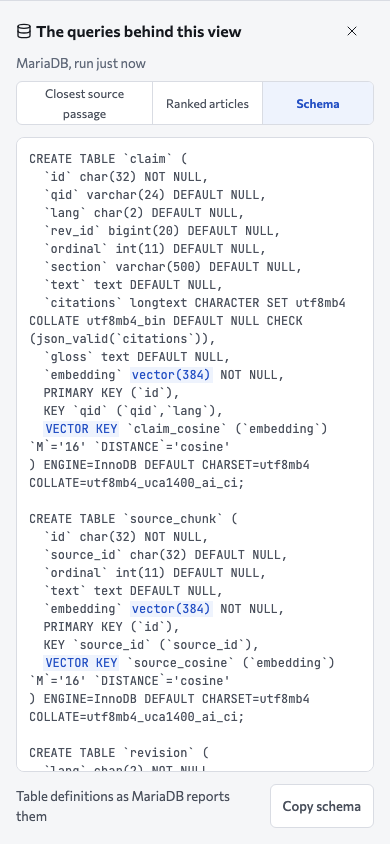 The queries behind this view
MariaDB, run just now
Closest source
passage
Ranked articles
Schema
CREATE TABLE `claim` (
  `id` char(32) NOT NULL,
  `qid` varchar(24) DEFAULT NULL,
  `lang` char(2) DEFAULT NULL,
  `rev_id` bigint(20) DEFAULT NULL,
  `ordinal` int(11) DEFAULT NULL,
  `section` varchar(500) DEFAULT NULL,
  `text` text DEFAULT NULL,
  `citations` longtext CHARACTER SET utf8mb4
COLLATE utf8mb4_bin DEFAULT NULL CHECK
(json_valid(`citations`)),
  `gloss` text DEFAULT NULL,
  `embedding` vector(384) NOT NULL,
  PRIMARY KEY (`id`),
  KEY `qid` (`qid`,`lang`),
  VECTOR KEY `claim_cosine` (`embedding`)
`M`='16' `DISTANCE`='cosine'
) ENGINE=InnoDB DEFAULT CHARSET=utf8mb4
COLLATE=utf8mb4_uca1400_ai_ci;
CREATE TABLE `source_chunk` (
  `id` char(32) NOT NULL,
  `source_id` char(32) DEFAULT NULL,
  `ordinal` int(11) DEFAULT NULL,
  `text` text DEFAULT NULL,
  `embedding` vector(384) NOT NULL,
  PRIMARY KEY (`id`),
  KEY `source_id` (`source_id`),
  VECTOR KEY `source_cosine` (`embedding`)
`M`='16' `DISTANCE`='cosine'
) ENGINE=InnoDB DEFAULT CHARSET=utf8mb4
COLLATE=utf8mb4_uca1400_ai_ci;
CREATE TABLE `revision` (
  `lang` char(2) NOT NULL,
Table definitions as MariaDB reports
them
Copy schema